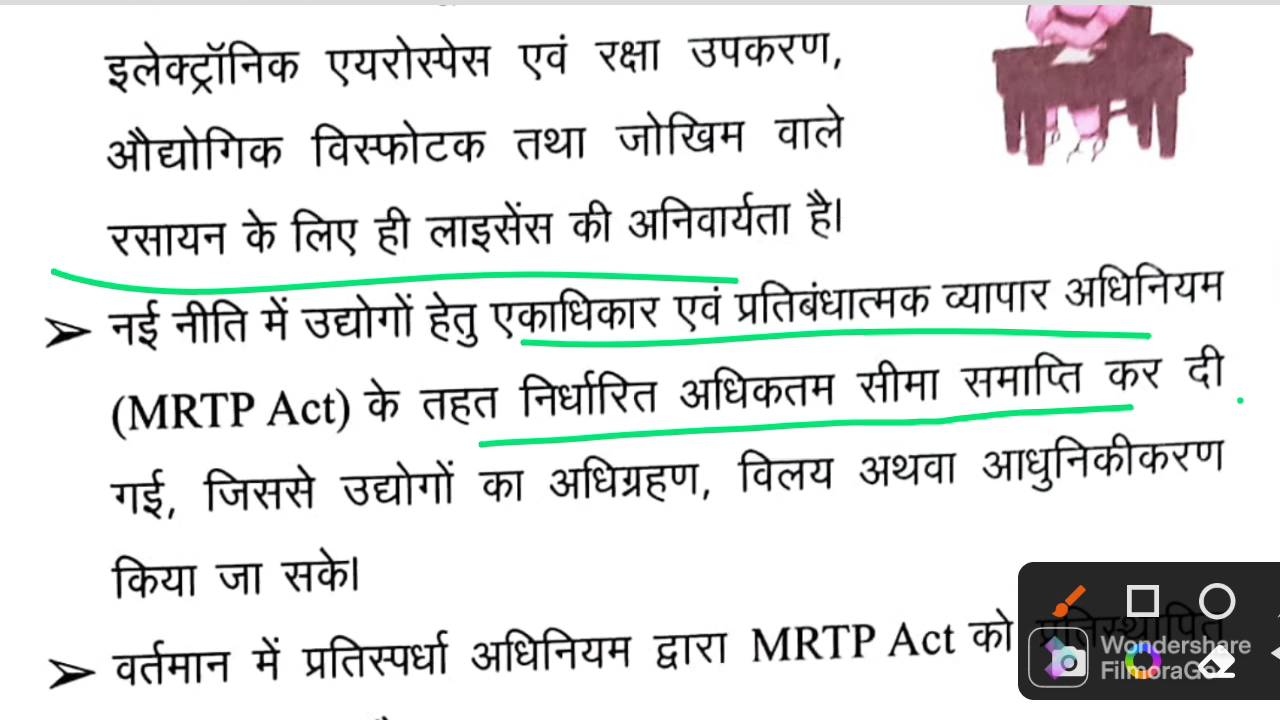 इलेक्ट्रॉनिक एयरोस्पेस एवं रक्षा उपकरण,
औद्योगिक विस्फोटक तथा जोखिम वाले
रसायन के लिए ही लाइसेंस की अनिवार्यता है।
➢ नई नीति में उद्योगों हेतु एकाधिकार एवं प्रतिबंधात्मक व्यापार अधिनियम
(MRTP Act) के तहत निर्धारित अधिकतम सीमा समाप्ति कर दी
गई, जिससे उद्योगों का अधिग्रहण, विलय अथवा आधुनिकीकरण
किया जा सके।
➢ वर्तमान में प्रतिस्पर्धा अधिनियम द्वारा MRTP Act को प्रतिस्थापित
Wondershare
FilmoraGo